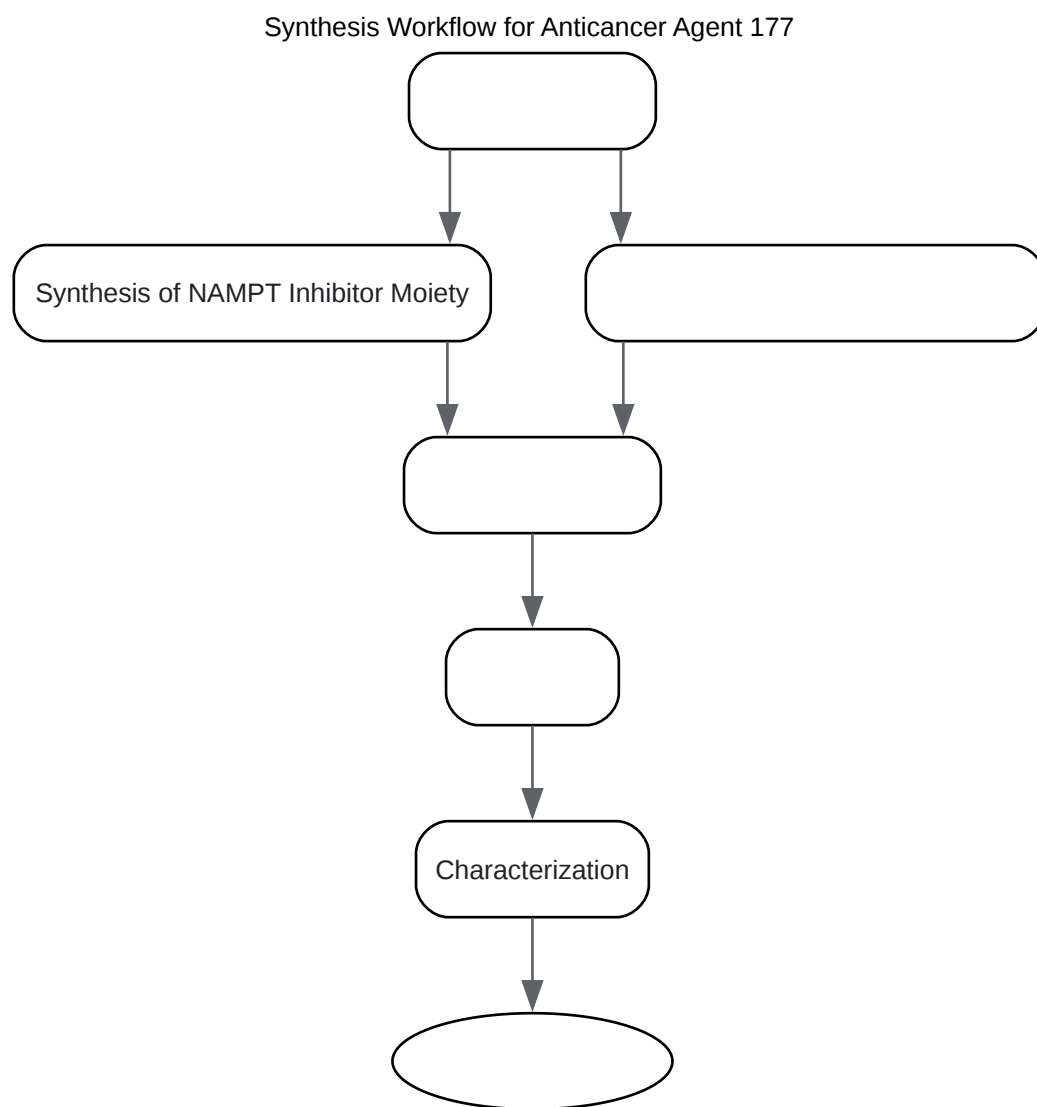 Synthesis Workflow for Anticancer Agent 177
Synthesis of NAMPT Inhibitor Moiety
Characterization